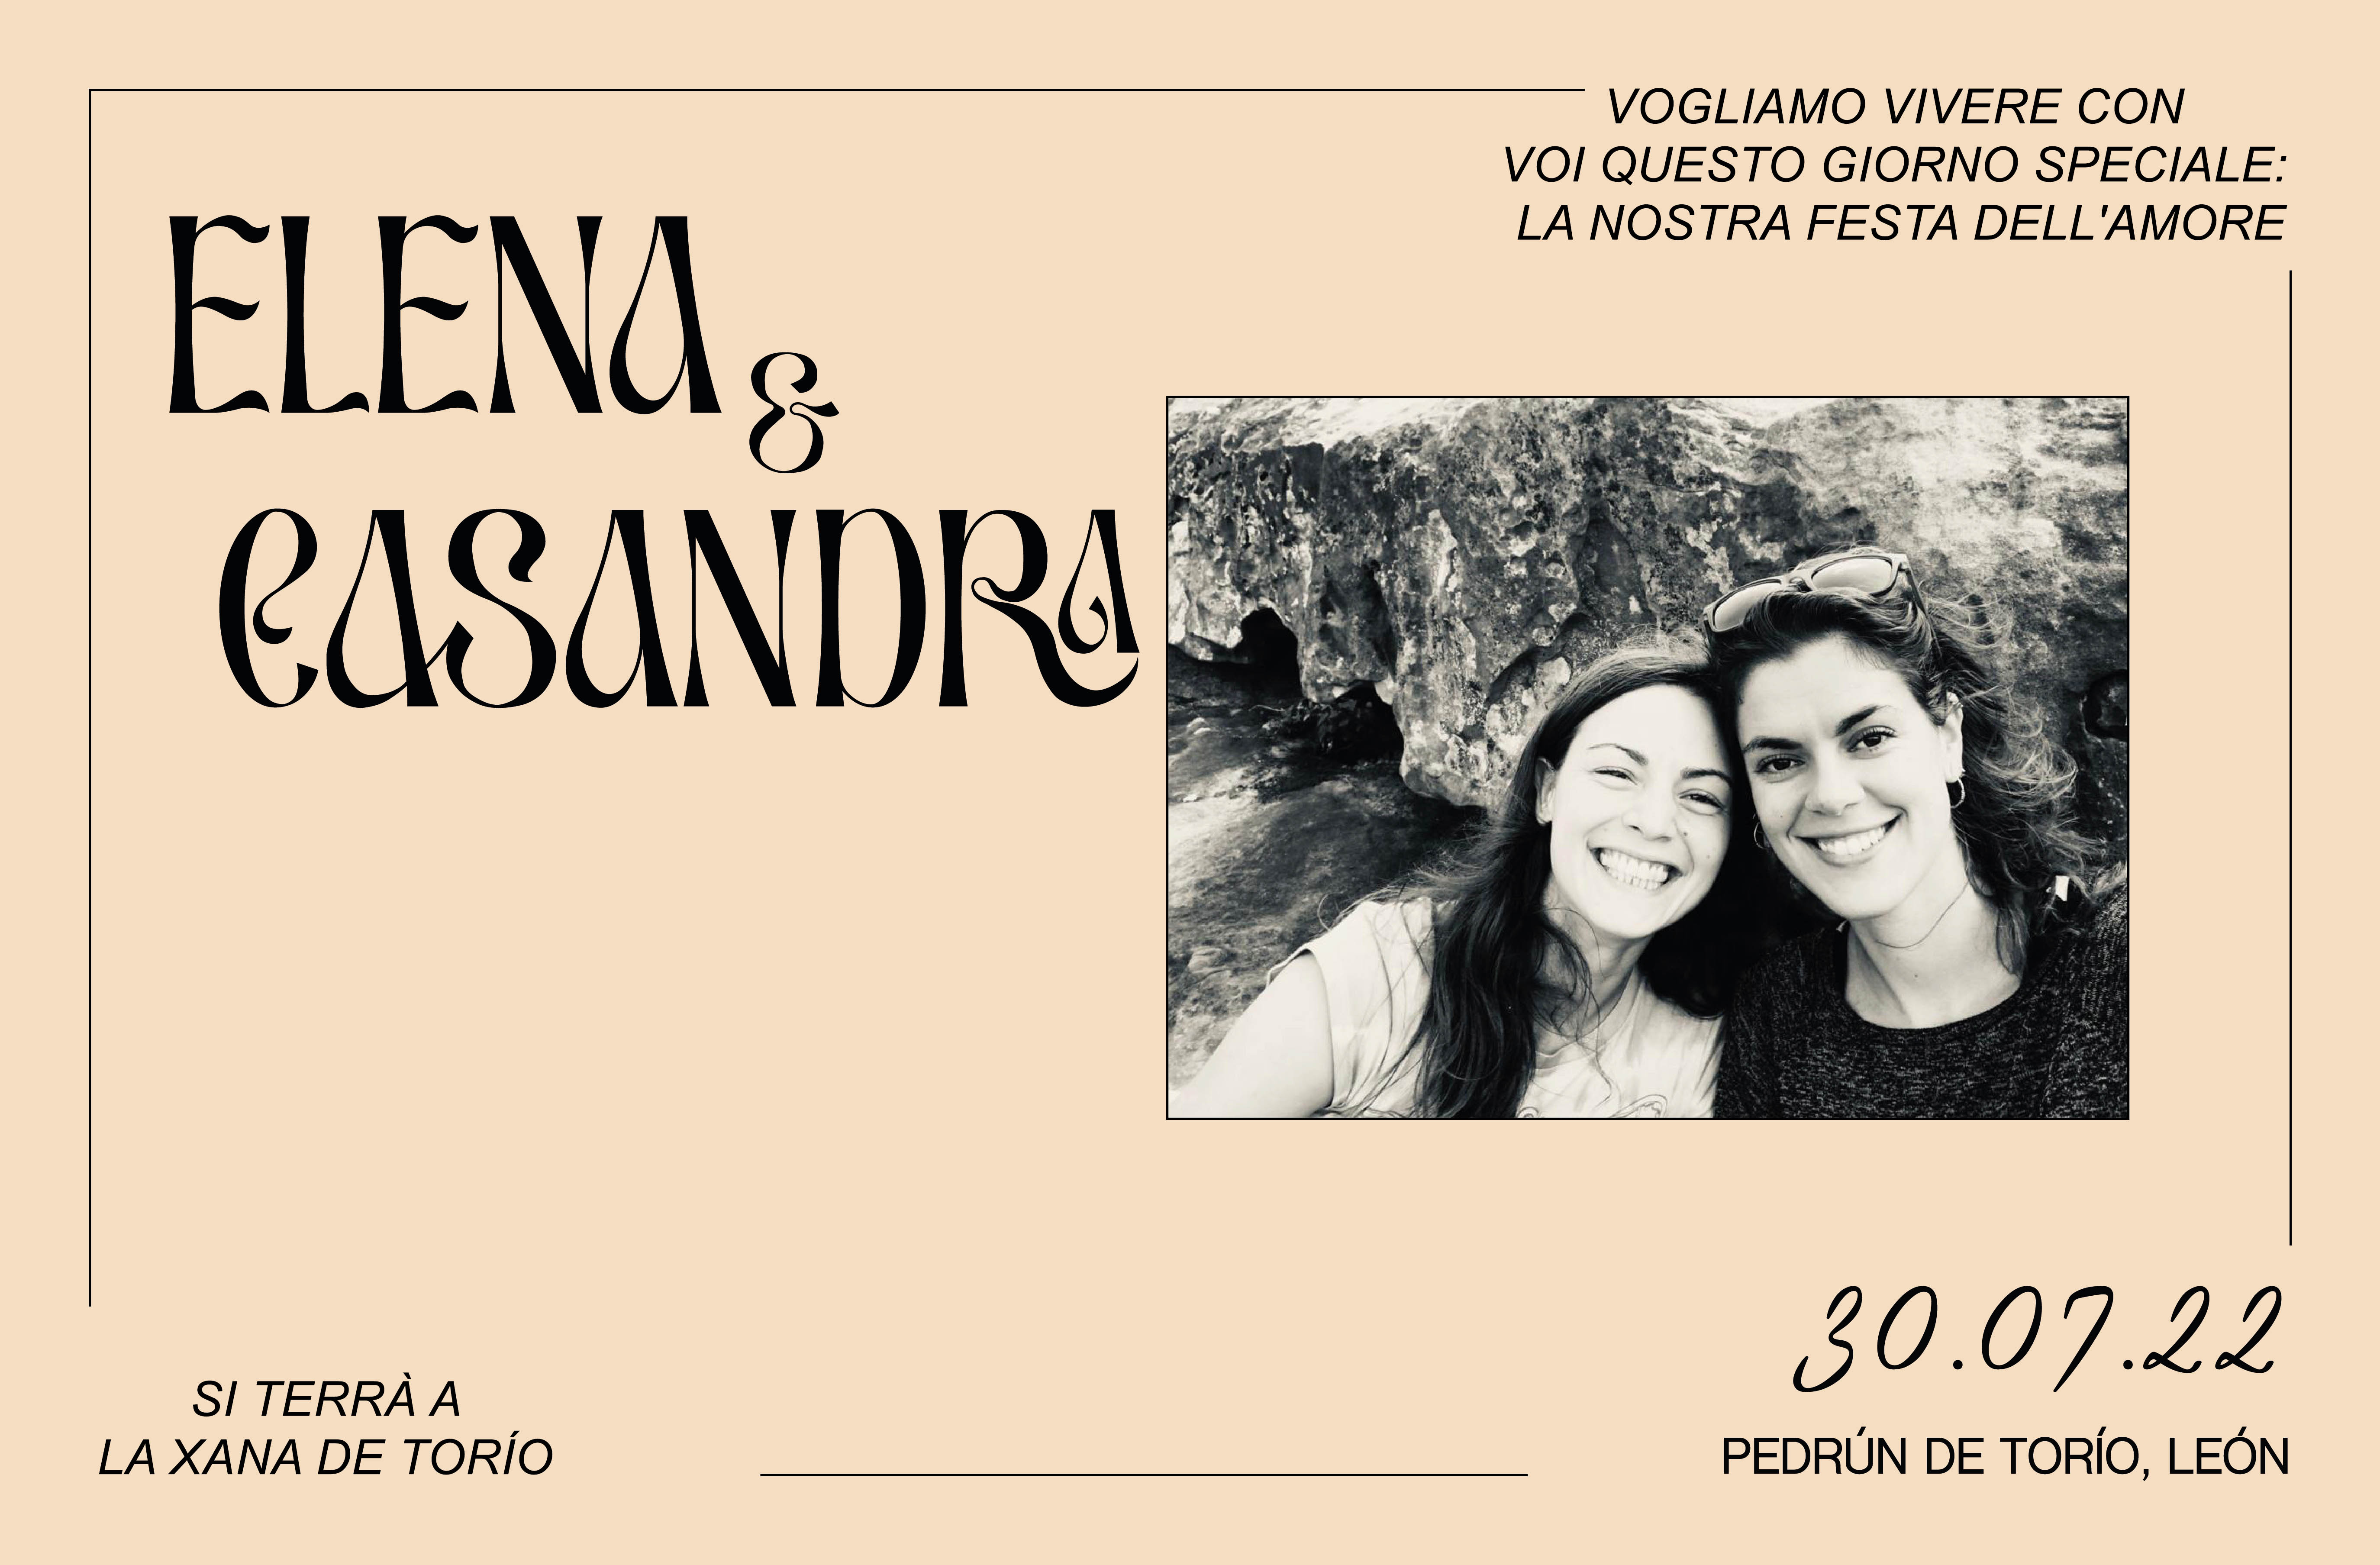 VOGLIAMO VIVERE CON
VOI QUESTO GIORNO SPECIALE:
LA NOSTRA FESTA DELL'AMORE
ELENA
&
CASANDRA
30.07.22
PEDRÚN DE TORÍO, LEÓN
SI TERRÀ A
LA XANA DE TORÍO